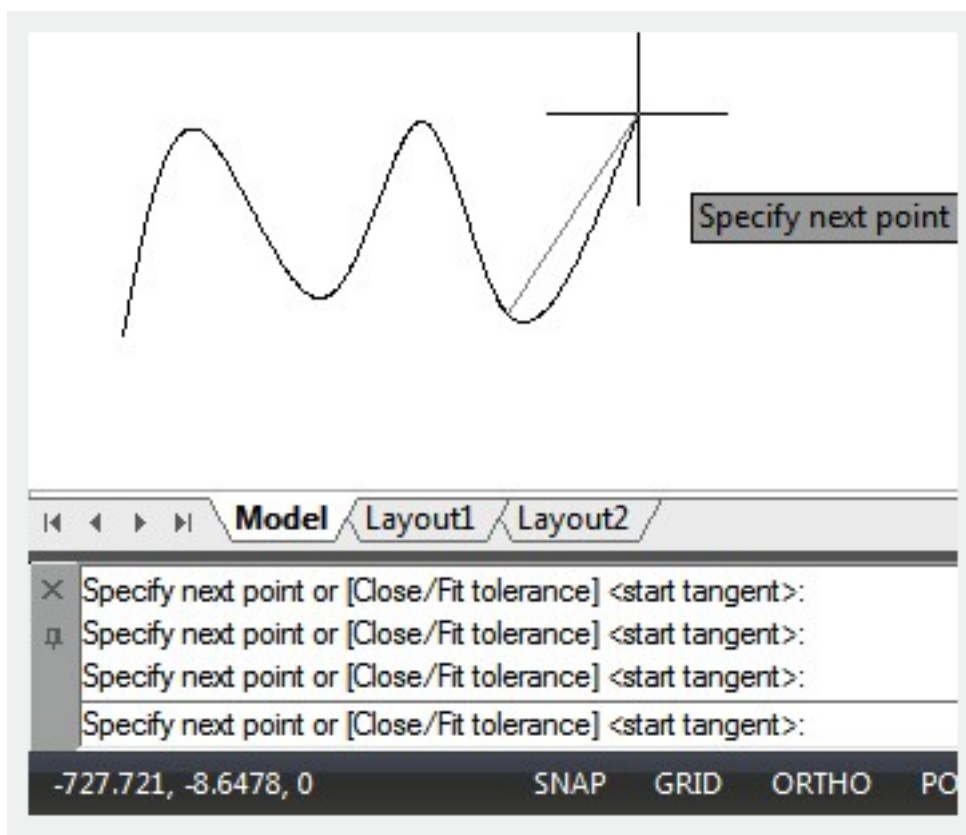 Specify next point
Model Layout1 Layout2
Specify next point or [Close/Fit tolerance] <start tangent>:
Specify next point or [Close/Fit tolerance] <start tangent>:
Specify next point or [Close/Fit tolerance] <start tangent>:
Specify next point or [Close/Fit tolerance] <start tangent>:
-727.721, -8.6478, 0 SNAP GRID ORTHO PO